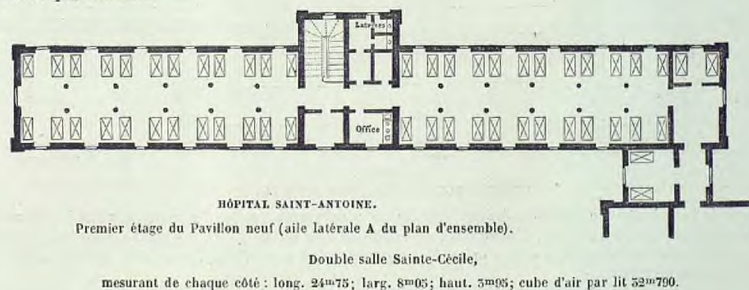 Latrines
Office
HÔPITAL SAINT-ANTOINE.
Premier étage du Pavillon neuf (aile latérale A du plan d'ensemble).
Double salle Sainte-Cécile,
mesurant de chaque côté : long. 24m75; larg. 8m05; haut. 3m95; cube d'air par lit 32m790.